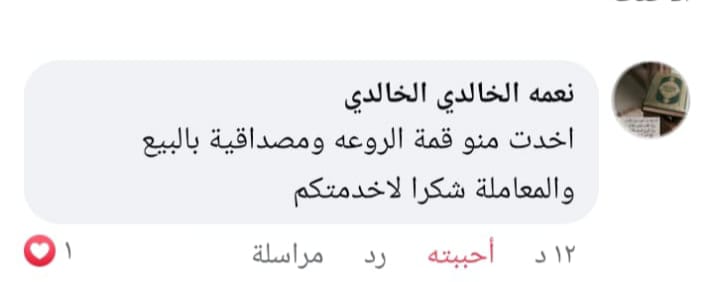 نعمه الخالدي الخالدي
اخدت منو قمة الروعه ومصداقية بالبيع
والمعاملة شكرا لاخدمتكم
١٢ د أحببته رد مراسلة ١